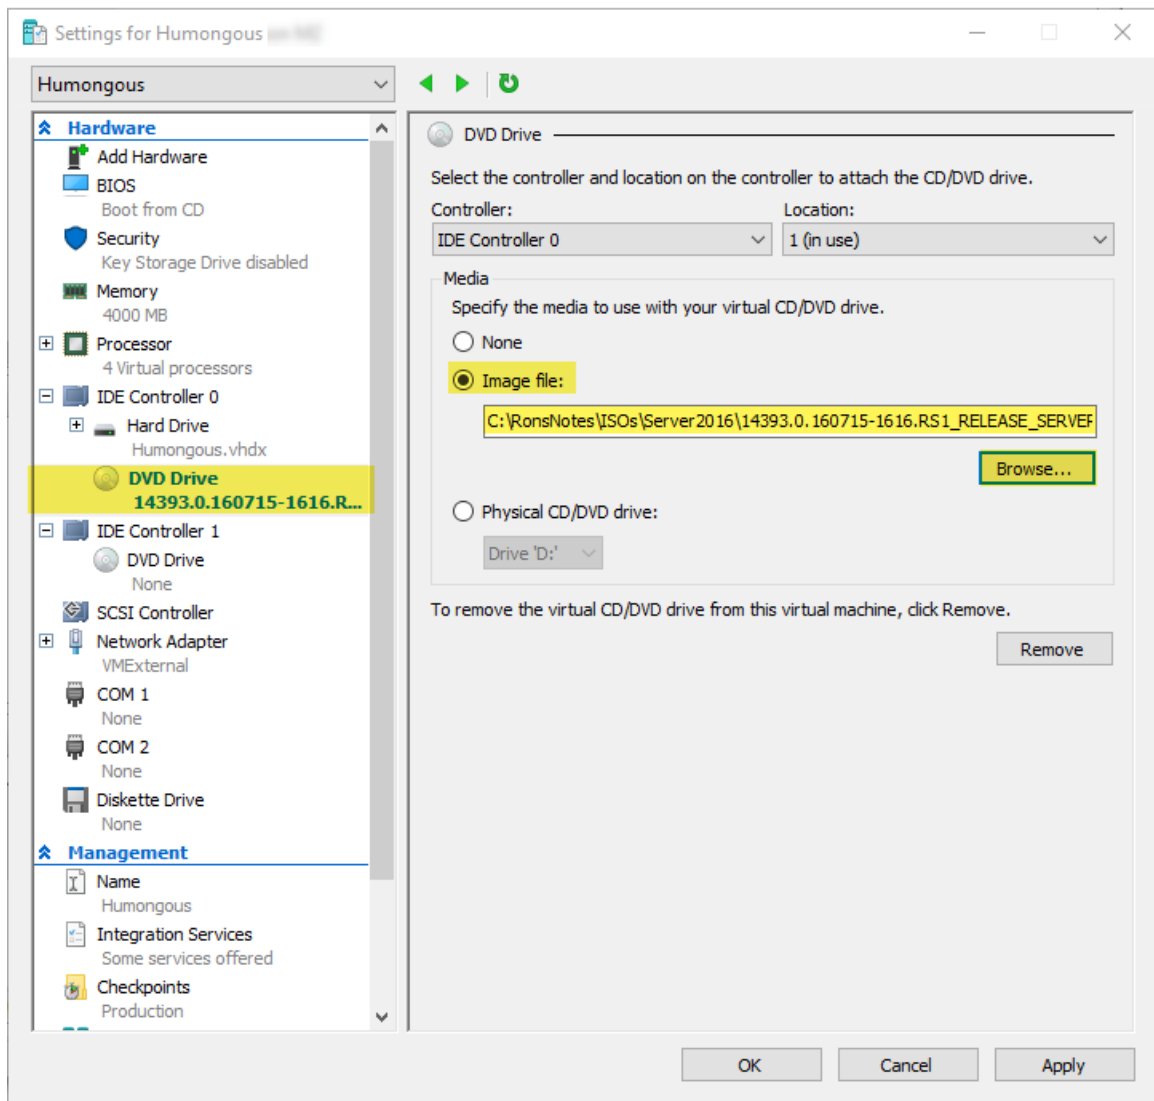 Settings for Humongous
Humongous
Hardware
Add Hardware
BIOS
Boot from CD
Security
Key Storage Drive disabled
Memory
4000 MB
Processor
4 Virtual processors
IDE Controller 0
Hard Drive
Humongous.vhdx
DVD Drive
14393.0.160715-1616.R...
IDE Controller 1
DVD Drive
None
SCSI Controller
Network Adapter
VMExternal
COM 1
None
COM 2
None
Diskette Drive
None
Management
Name
Humongous
Integration Services
Some services offered
Checkpoints
Production
DVD Drive
Select the controller and location on the controller to attach the CD/DVD drive.
Controller: Location:
IDE Controller 0 1 (in use)
Media
Specify the media to use with your virtual CD/DVD drive.
None
Image file:
C:\RonsNotes\ISOs\Server2016\14393.0.160715-1616.RS1_RELEASE_SERVER
Browse...
Physical CD/DVD drive:
Drive 'D:'
To remove the virtual CD/DVD drive from this virtual machine, click Remove.
Remove
OK Cancel Apply